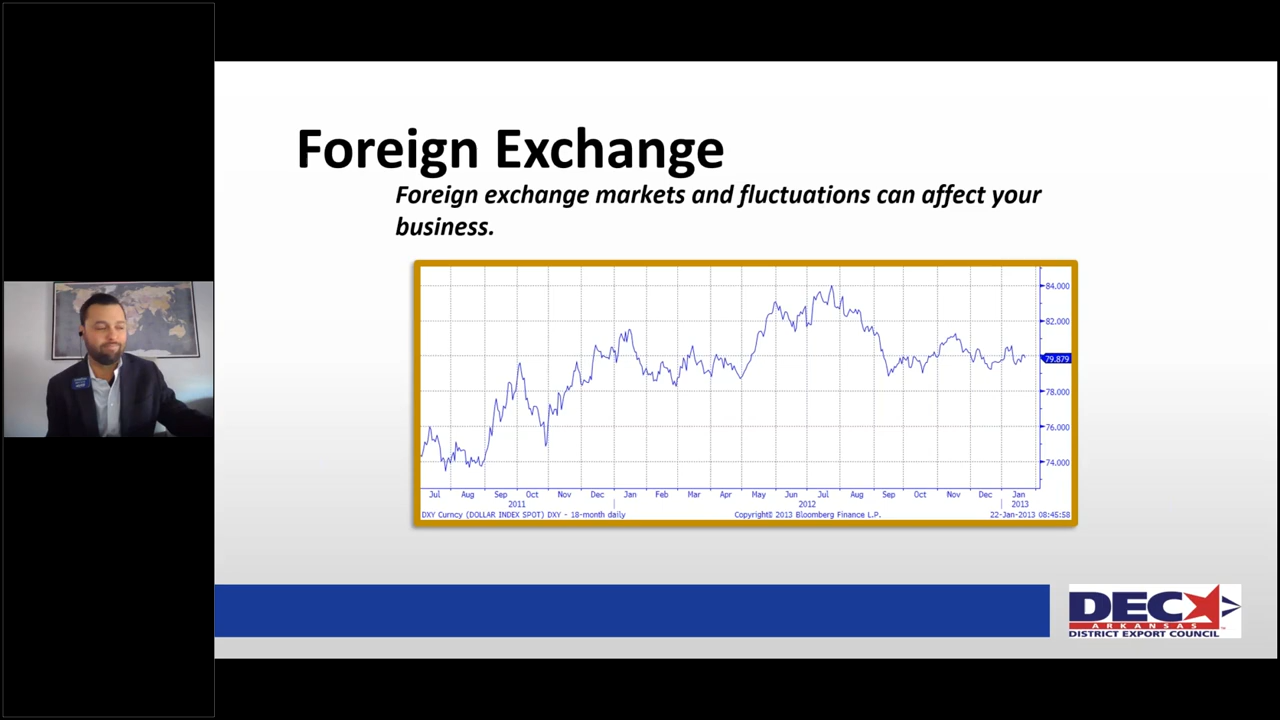 Foreign Exchange
Foreign exchange markets and fluctuations can affect your
business.
84.000
82.000
79.879
78.000
76.000
74.000
Jul Aug Sep Oct Nov Dec Jan Feb Mar Apr May Jun Jul Aug Sep Oct Nov Dec Jan
2011 2012 2013
DXY Curncy (DOLLAR INDEX SPOT) DXY - 18-month daily Copyright© 2013 Bloomberg Finance L.P. 22-Jan-2013 08:45:58
DEC
ARKANSAS
DISTRICT EXPORT COUNCIL